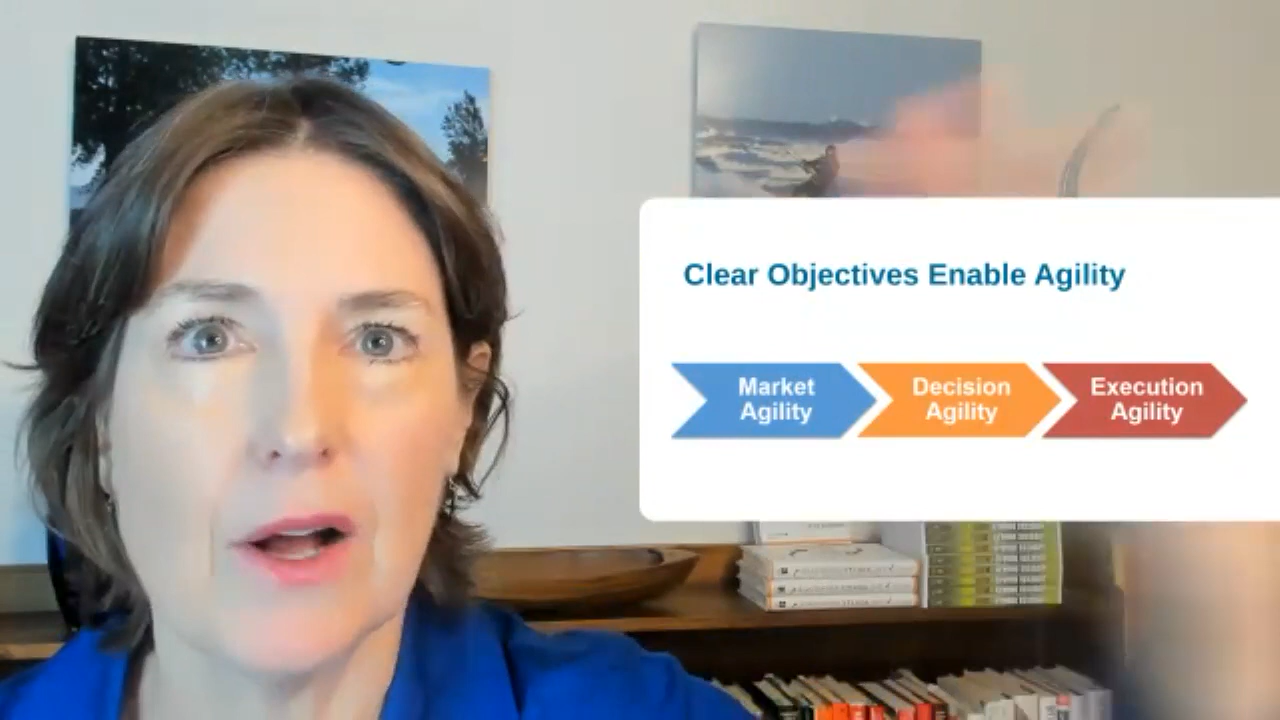 Clear Objectives Enable Agility
Market
Agility
Decision
Agility
Execution
Agility